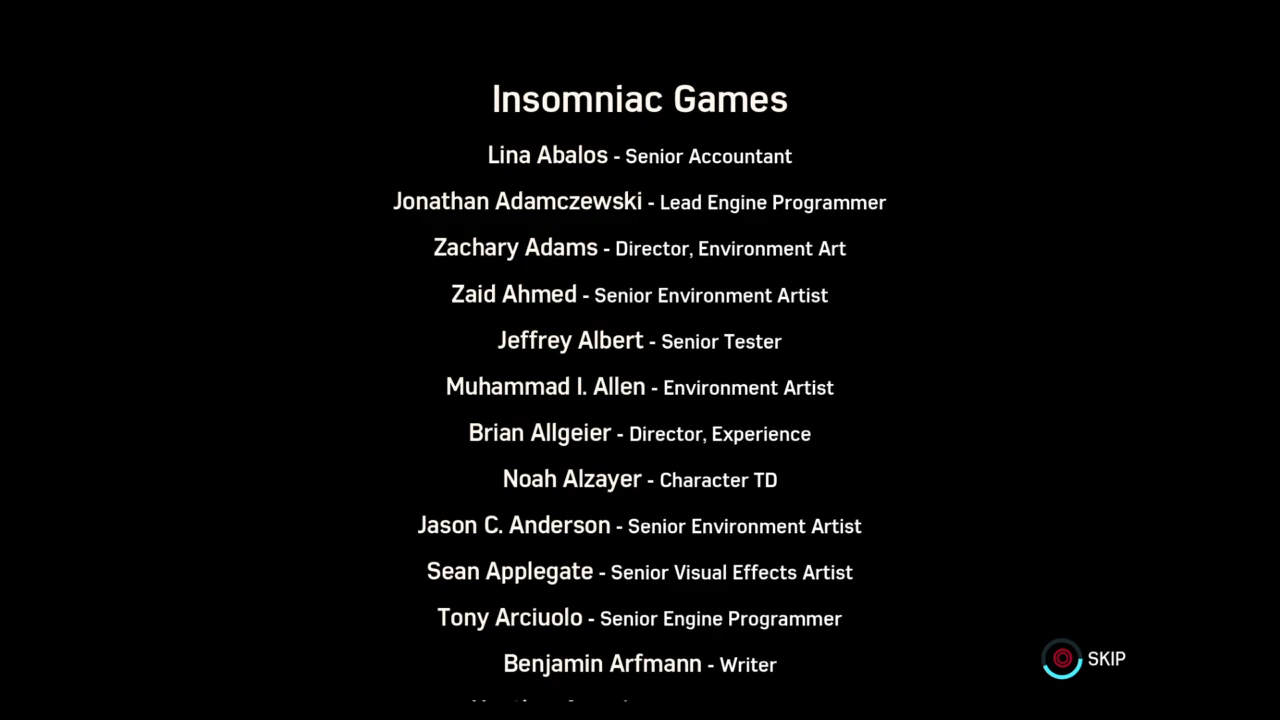 Insomniac Games
Lina Abalos - Senior Accountant
Jonathan Adamczewski - Lead Engine Programmer
Zachary Adams - Director, Environment Art
Zaid Ahmed - Senior Environment Artist
Jeffrey Albert - Senior Tester
Muhammad I. Allen - Environment Artist
Brian Allgeier - Director, Experience
Noah Alzayer - Character TD
Jason C. Anderson - Senior Environment Artist
Sean Applegate - Senior Visual Effects Artist
Tony Arciuolo - Senior Engine Programmer
Benjamin Arfmann - Writer
SKIP